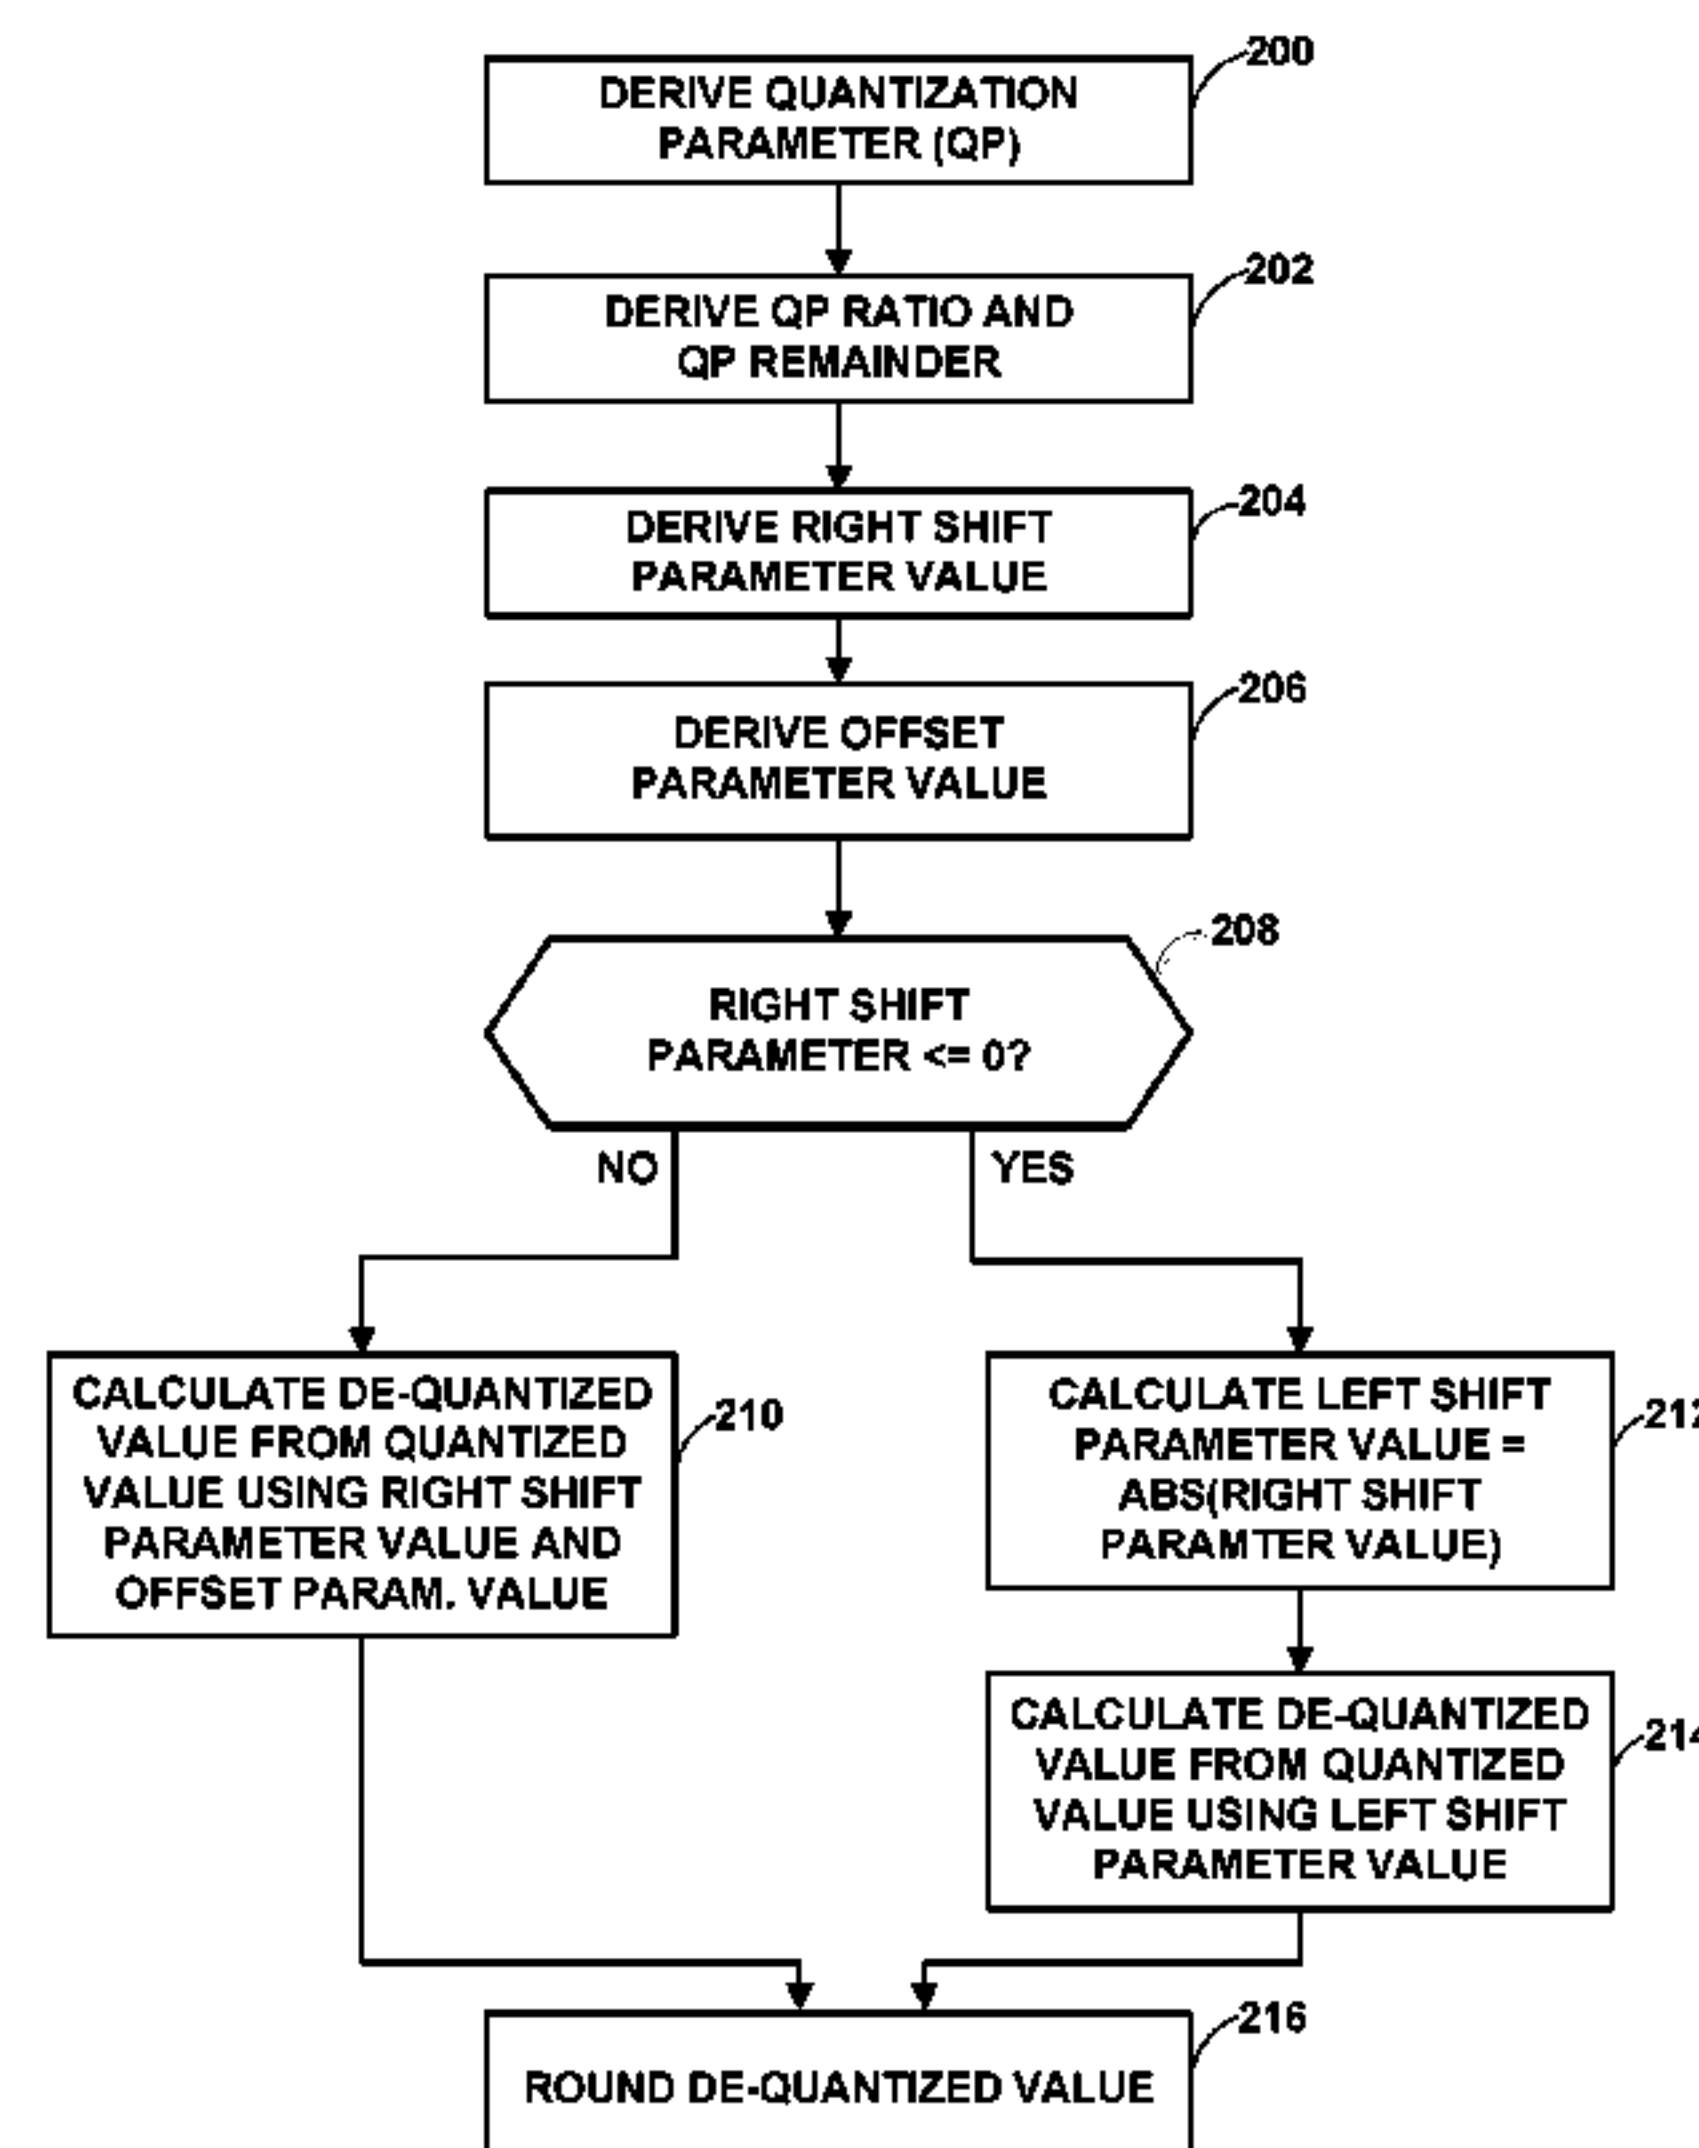 200
DERIVE QUANTIZATION
PARAMETER (QP)
202
DERIVE QP RATIO AND
QP REMAINDER
204
DERIVE RIGHT SHIFT
PARAMETER VALUE
206
DERIVE OFFSET
PARAMETER VALUE
208
RIGHT SHIFT
PARAMETER <= 0?
NO
YES
CALCULATE DE-QUANTIZED
VALUE FROM QUANTIZED
VALUE USING RIGHT SHIFT
PARAMETER VALUE AND
OFFSET PARAM. VALUE
210
CALCULATE LEFT SHIFT
PARAMETER VALUE =
ABS(RIGHT SHIFT
PARAMTER VALUE)
212
CALCULATE DE-QUANTIZED
VALUE FROM QUANTIZED
VALUE USING LEFT SHIFT
PARAMETER VALUE
214
216
ROUND DE-QUANTIZED VALUE